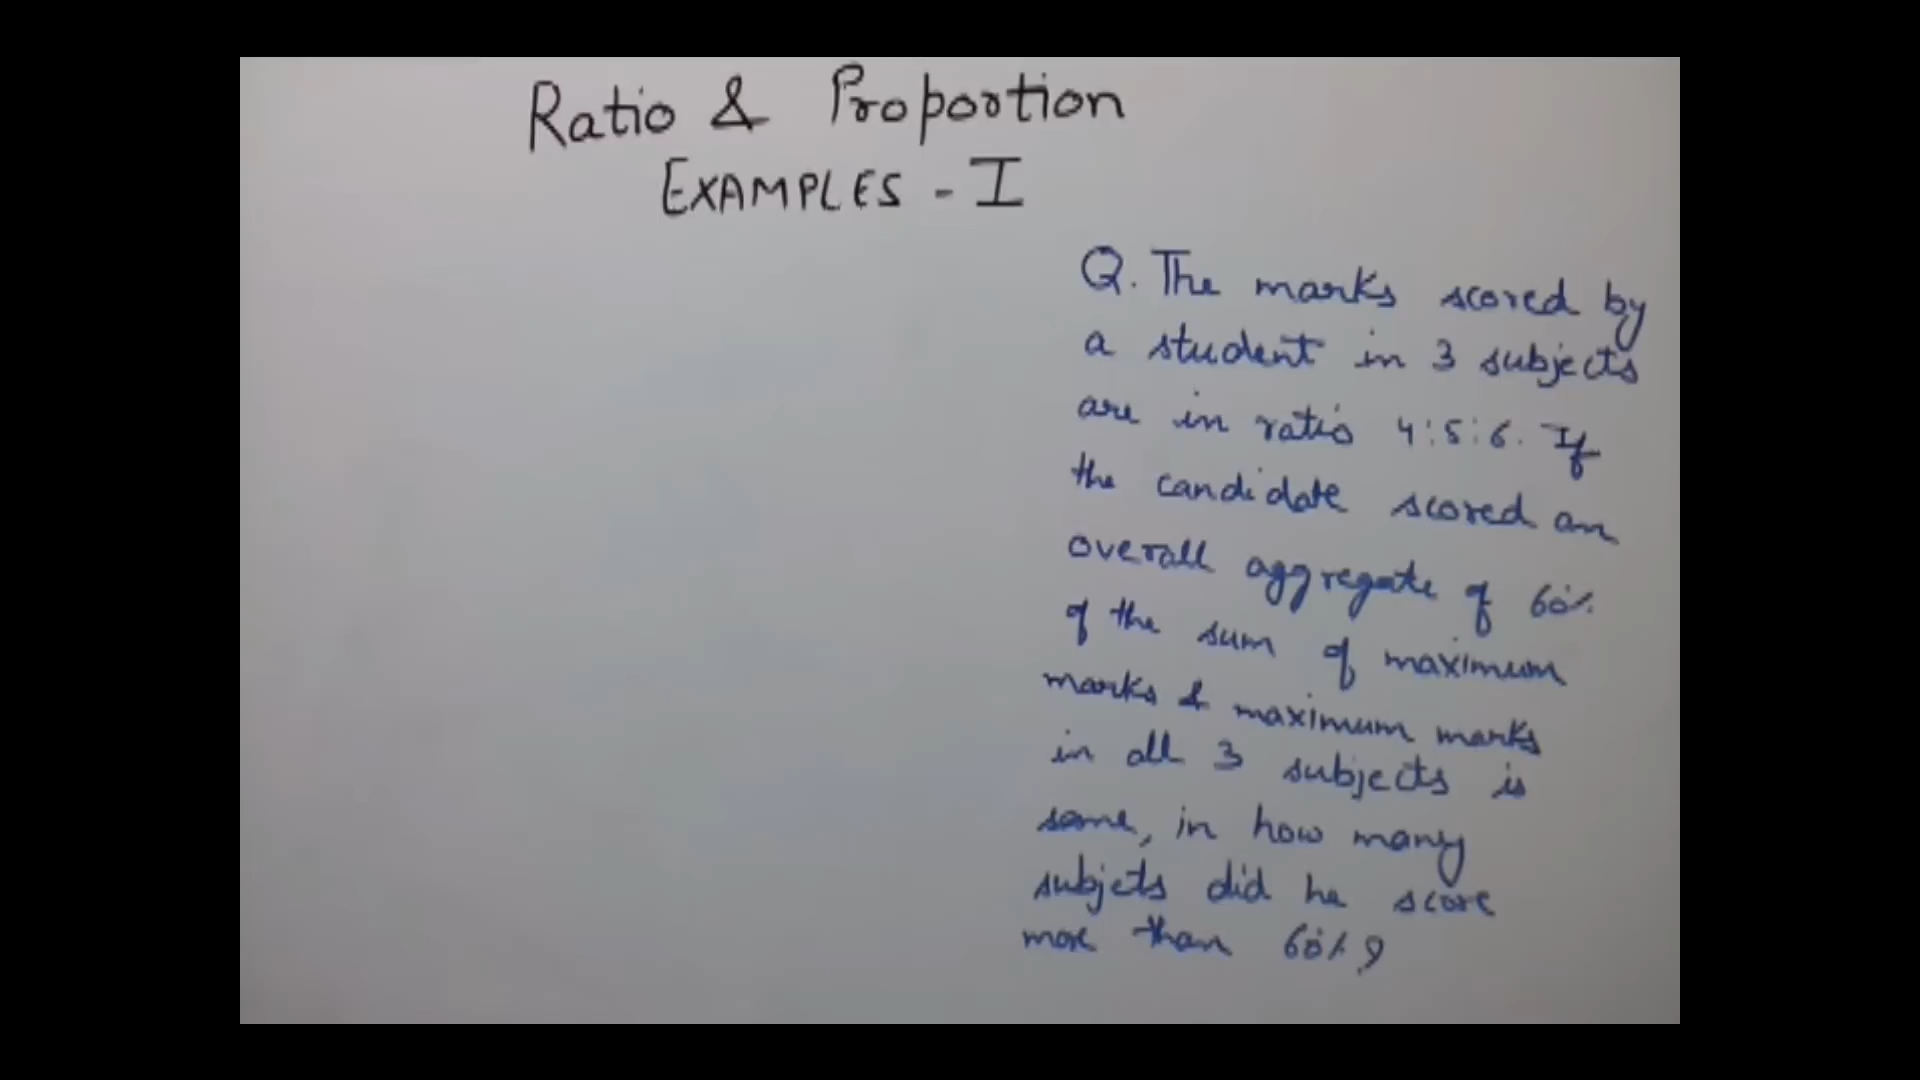 Ratio & Proportion
EXAMPLES - I
Q. The marks scored by
a student in 3 subjects
are in ratio 4:5:6. If
the candidate scored an
overall aggregate of 60%
of the sum of maximum
marks & maximum marks
in all 3 subjects is
same, in how many
subjets did he score
more than 60%?